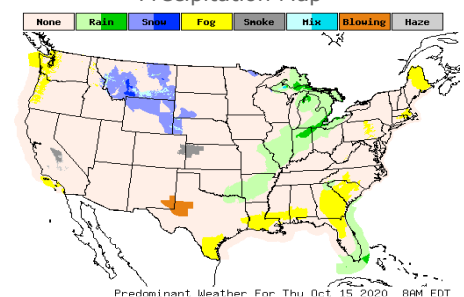 Precipitation Map
None Rain Snow Fog Smoke Mix Blowing Haze
Predominant Weather For Thu Oct 15 2020 8AM EDT